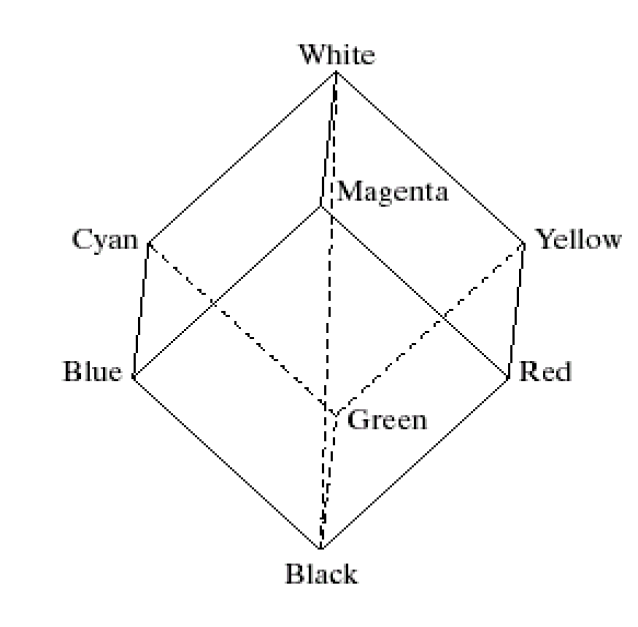 White
Magenta
Cyan
Yellow
Blue
Red
Green
Black